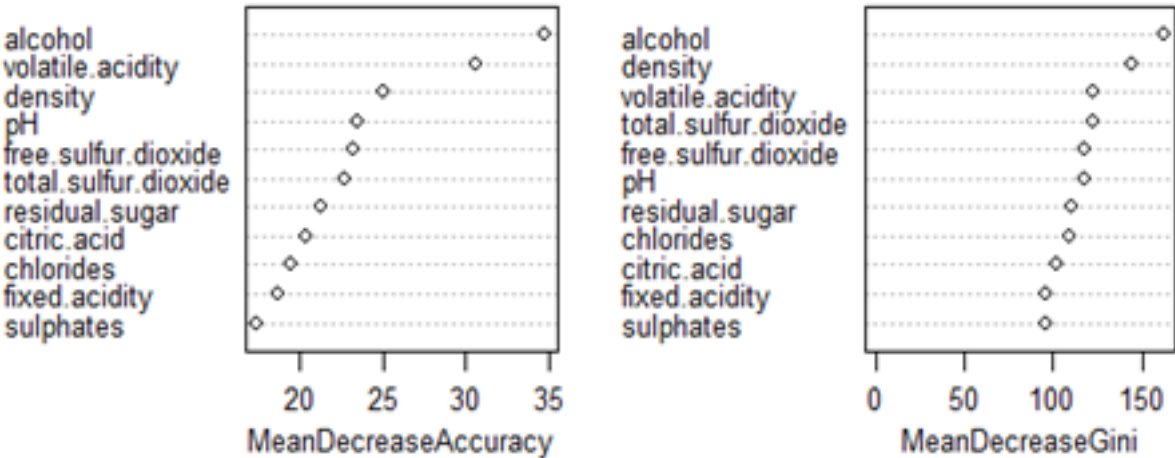 alcohol
volatile.acidity
density
pH
free.sulfur.dioxide
total.sulfur.dioxide
residual.sugar
citric.acid
chlorides
fixed.acidity
sulphates
20 25 30 35
MeanDecreaseAccuracy
alcohol
density
volatile.acidity
total.sulfur.dioxide
free.sulfur.dioxide
pH
residual.sugar
chlorides
citric.acid
fixed.acidity
sulphates
0 50 100 150
MeanDecreaseGini